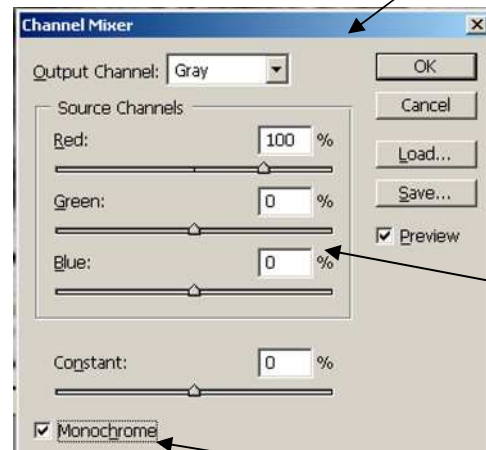 Channel Mixer
Output Channel: Gray
OK
Cancel
Load...
Save...
Preview
Source Channels
Red: 100 %
Green: 0 %
Blue: 0 %
Constant: 0 %
Monochrome